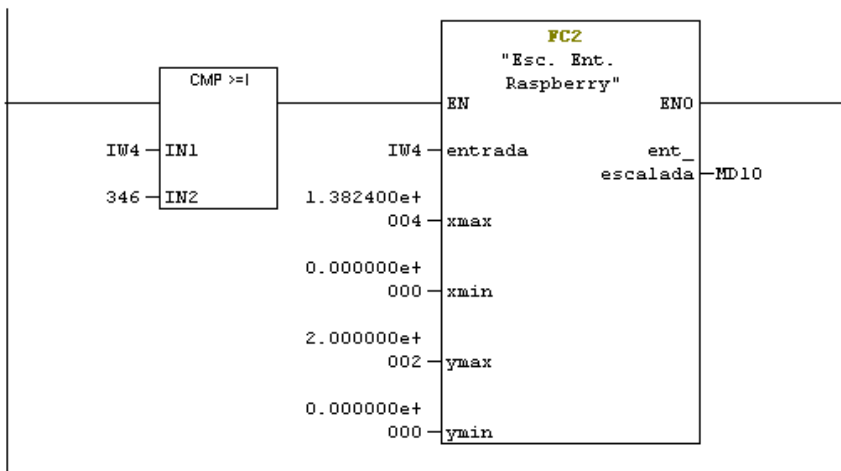 FC2
"Esc. Ent.
Raspberry"
CMP >=I
EN ENO
IW4 IN1
IW4 entrada ent_
escalada MD10
346 IN2
1.382400e+
004 xmax
0.000000e+
000 xmin
2.000000e+
002 ymax
0.000000e+
000 ymin